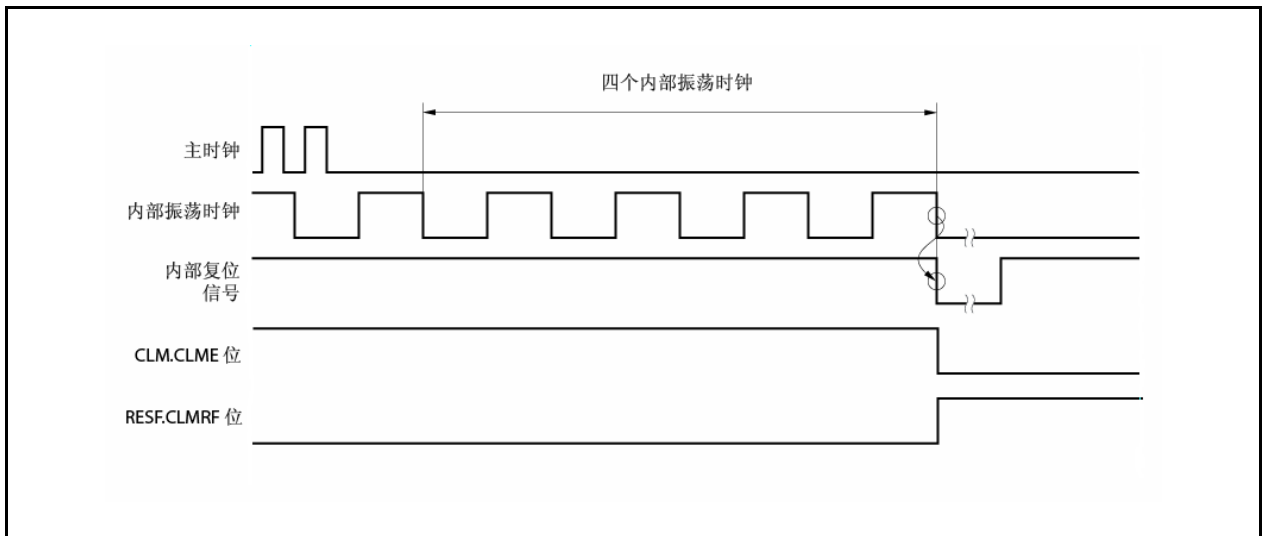 四个内部振荡时钟
主时钟
内部振荡时钟
内部复位
信号
CLM.CLME 位
RESF.CLMRF 位